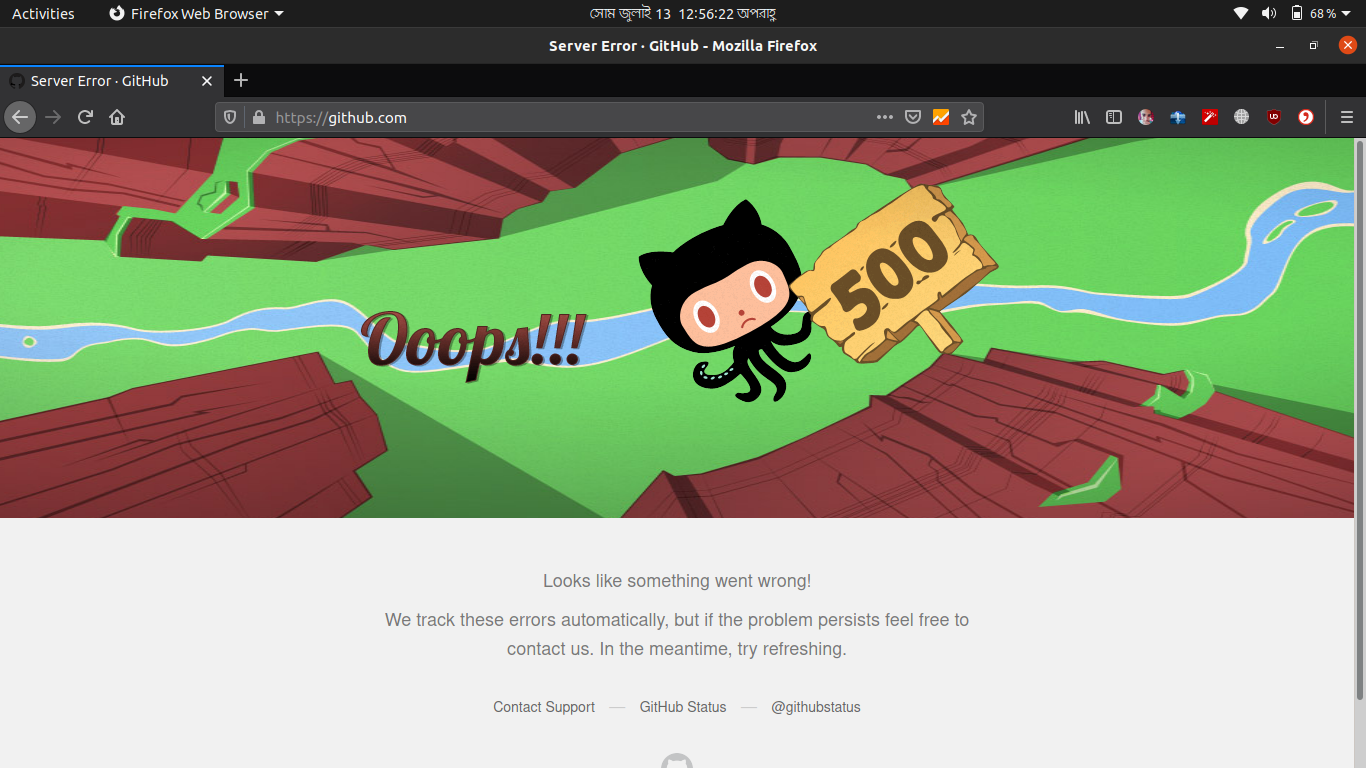 Activities
Firefox Web Browser
সোম জুলাই 13 12:56:22 অপরাহ্ণ
68 %
Server Error · GitHub - Mozilla Firefox
Server Error · GitHub
https://github.com
Ooops!!!
500
Looks like something went wrong!
We track these errors automatically, but if the problem persists feel free to
contact us. In the meantime, try refreshing.
Contact Support — GitHub Status — @githubstatus